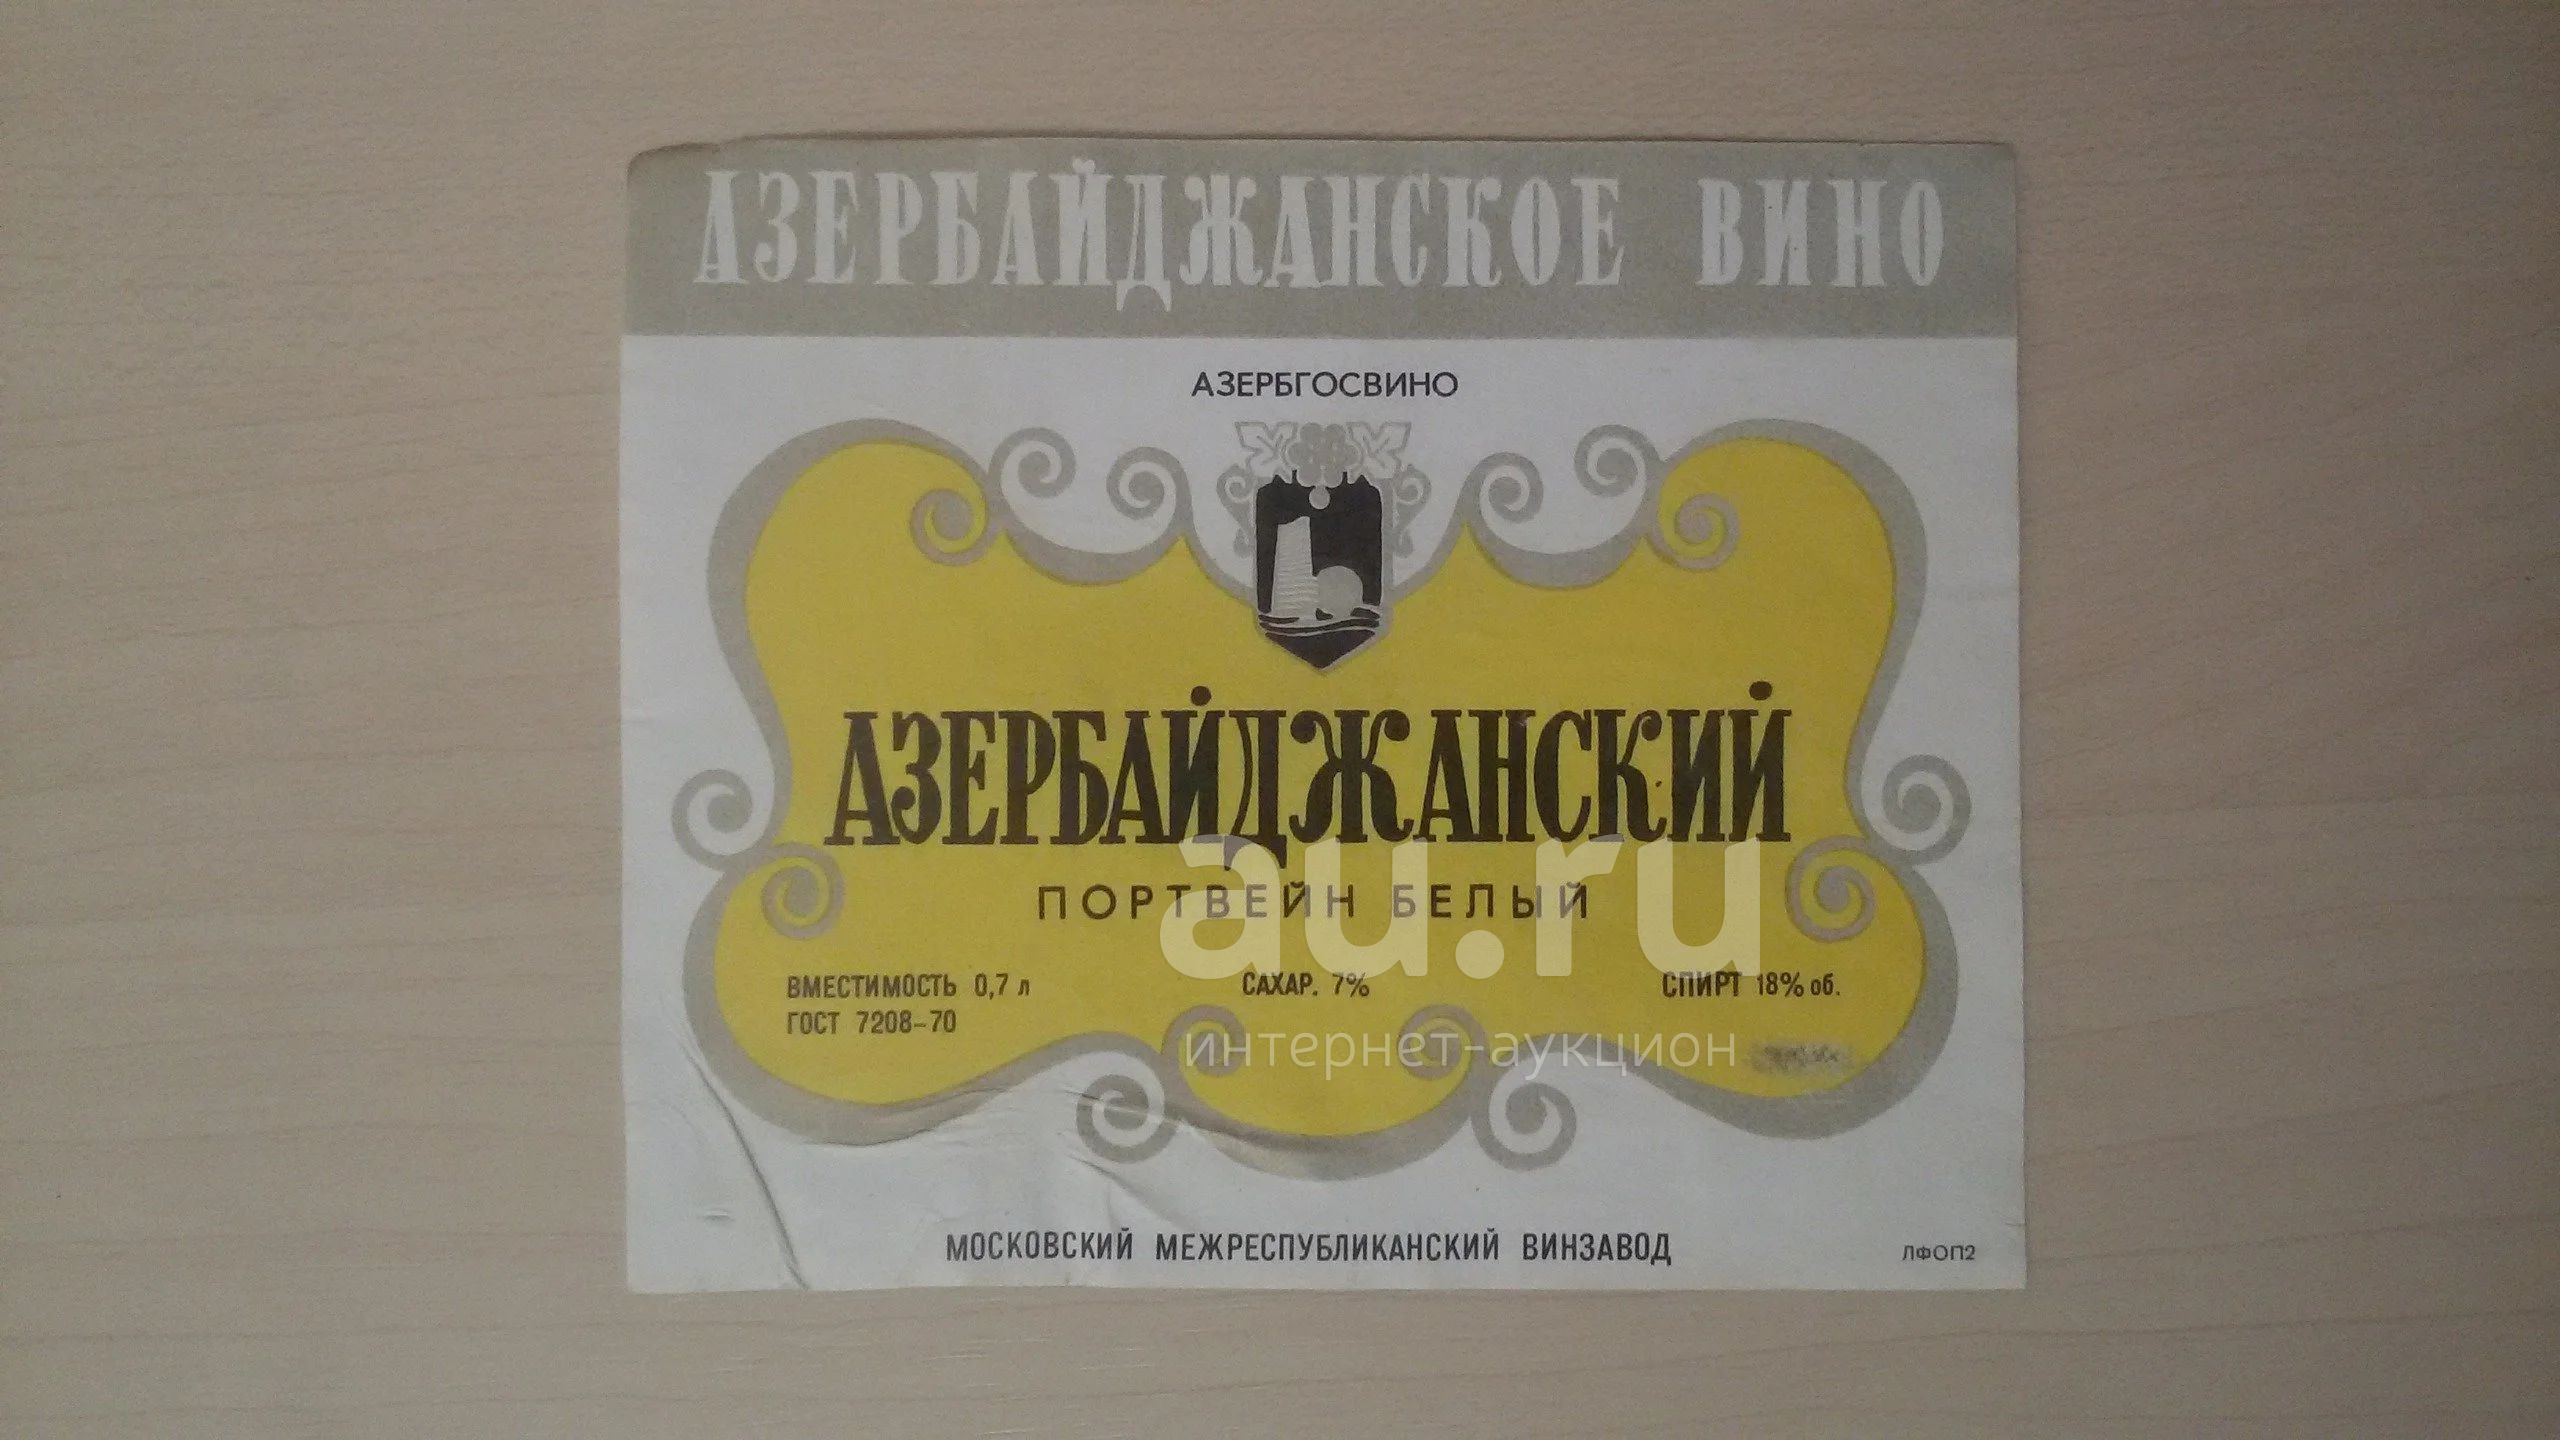 АЗЕРБАЙДЖАНСКОЕ ВИНО
АЗЕРБГОСВИНО
АЗЕРБАЙДЖАНСКИЙ
ПОРТВЕЙН БЕЛЫЙ
ВМЕСТИМОСТЬ 0,7 л САХАР. 7% СПИРТ 18% об.
ГОСТ 7208-70
au.ru
интернет-аукцион
МОСКОВСКИЙ МЕЖРЕСПУБЛИКАНСКИЙ ВИНЗАВОД
ЛФОП2